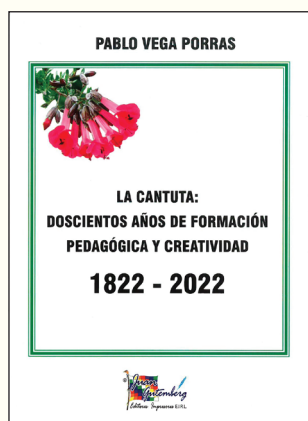 PABLO VEGA PORRAS
LA CANTUTA:
DOSCIENTOS AÑOS DE FORMACIÓN
PEDAGÓGICA Y CREATIVIDAD
1822 - 2022
Juan
Gutemberg
Editores Impresores E.I.R.L.